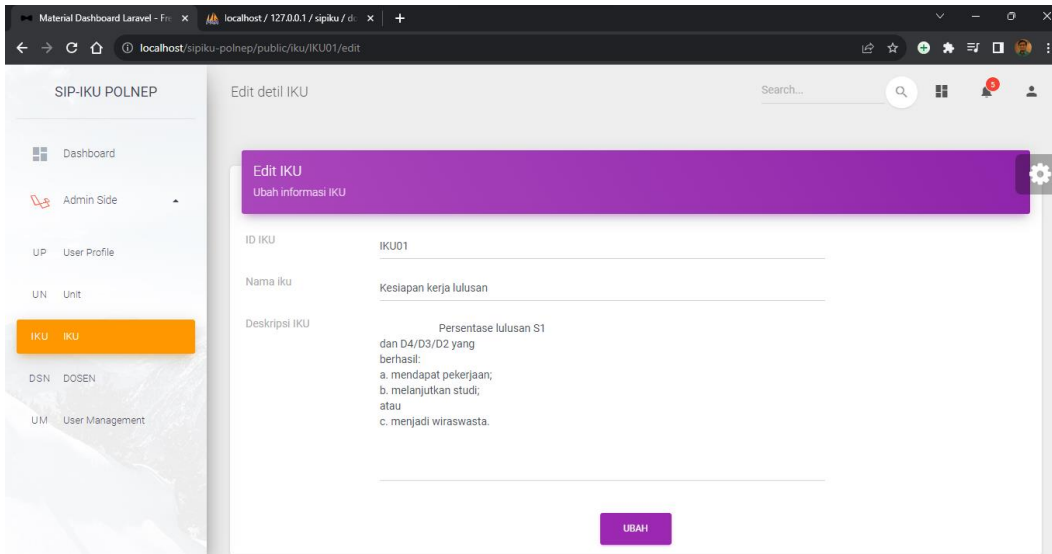 Material Dashboard Laravel - Fre
localhost / 127.0.0.1 / sipiku / do
localhost/sipiku-polnep/public/iku/IKU01/edit
SIP-IKU POLNEP
Edit detil IKU
Search...
5
Dashboard
Admin Side
UP User Profile
UN Unit
IKU IKU
DSN DOSEN
UM User Management
Edit IKU
Ubah informasi IKU
ID IKU
IKU01
Nama iku
Kesiapan kerja lulusan
Deskripsi IKU
Persentase lulusan S1
dan D4/D3/D2 yang
berhasil:
a. mendapat pekerjaan;
b. melanjutkan studi;
atau
c. menjadi wiraswasta.
UBAH